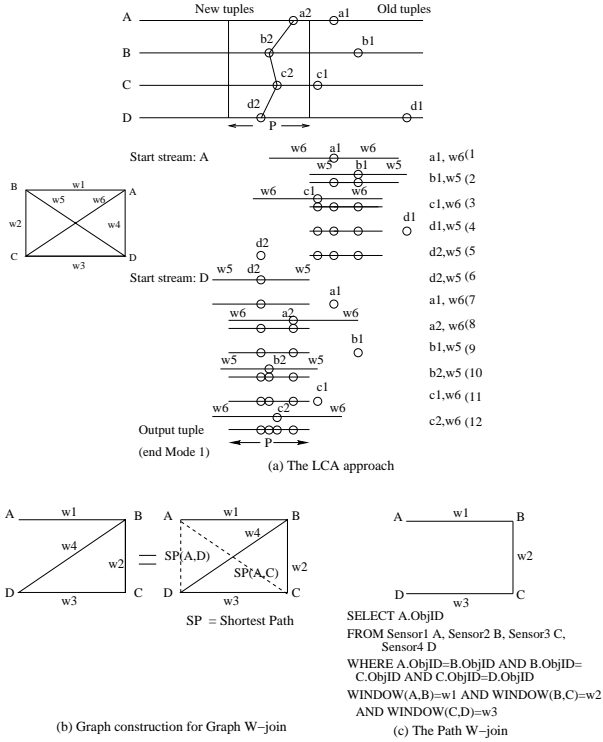 New tuples
Old tuples
A
a2
a1
B
b2
b1
C
c2
c1
D
d2
d1
P
Start stream: A
w6 a1 w6
a1, w6(1
w5 b1 w5
b1,w5 (2
w6 c1 w6
c1,w6 (3
d1
d1,w5 (4
d2
d2,w5 (5
B w1 A
w5 w6
w2 w4
C w3 D
Start stream: D
w5 d2 w5
d2,w5 (6
a1
a1, w6(7
w6 a2 w6
a2, w6(8
b1
b1,w5 (9
w5 b2 w5
b2,w5 (10
c1
c1,w6 (11
w6 c2 w6
c2,w6 (12
Output tuple
(end Mode 1)
P
(a) The LCA approach
A w1 B
w4
w2
D w3 C
A w1 B
w4
SP(A,D)
SP(A,C)
w2
D w3 C
SP = Shortest Path
(b) Graph construction for Graph W−join
A w1 B
w2
D w3 C
SELECT A.ObjID
FROM Sensor1 A, Sensor2 B, Sensor3 C,
Sensor4 D
WHERE A.ObjID=B.ObjID AND B.ObjID=
C.ObjID AND C.ObjID=D.ObjID
WINDOW(A,B)=w1 AND WINDOW(B,C)=w2
AND WINDOW(C,D)=w3
(c) The Path W−join